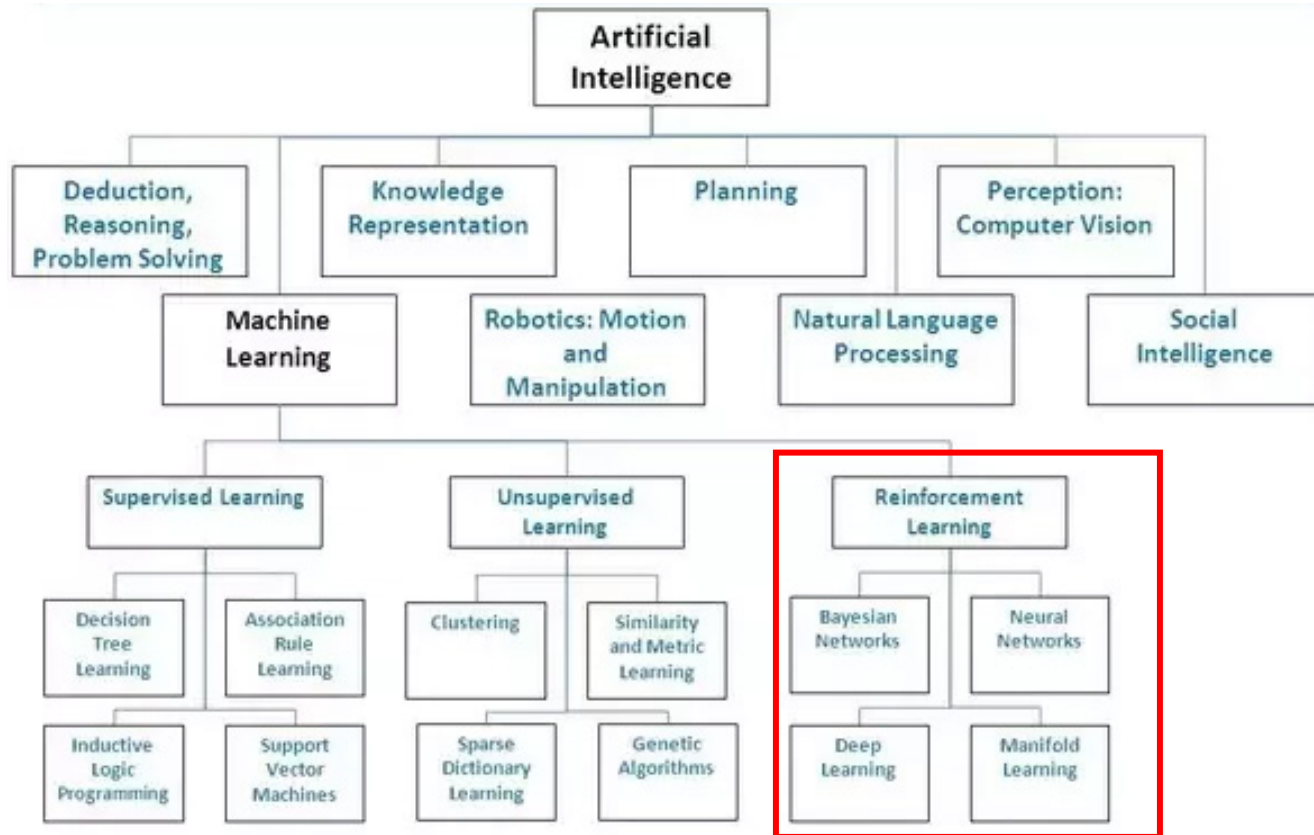 Artificial
Intelligence
Deduction,
Reasoning,
Problem Solving
Knowledge
Representation
Planning
Perception:
Computer Vision
Machine
Learning
Robotics: Motion
and
Manipulation
Natural Language
Processing
Social
Intelligence
Supervised Learning
Unsupervised
Learning
Reinforcement
Learning
Decision
Tree
Learning
Association
Rule
Learning
Clustering
Similarity
and Metric
Learning
Bayesian
Networks
Neural
Networks
Inductive
Logic
Programming
Support
Vector
Machines
Sparse
Dictionary
Learning
Genetic
Algorithms
Deep
Learning
Manifold
Learning